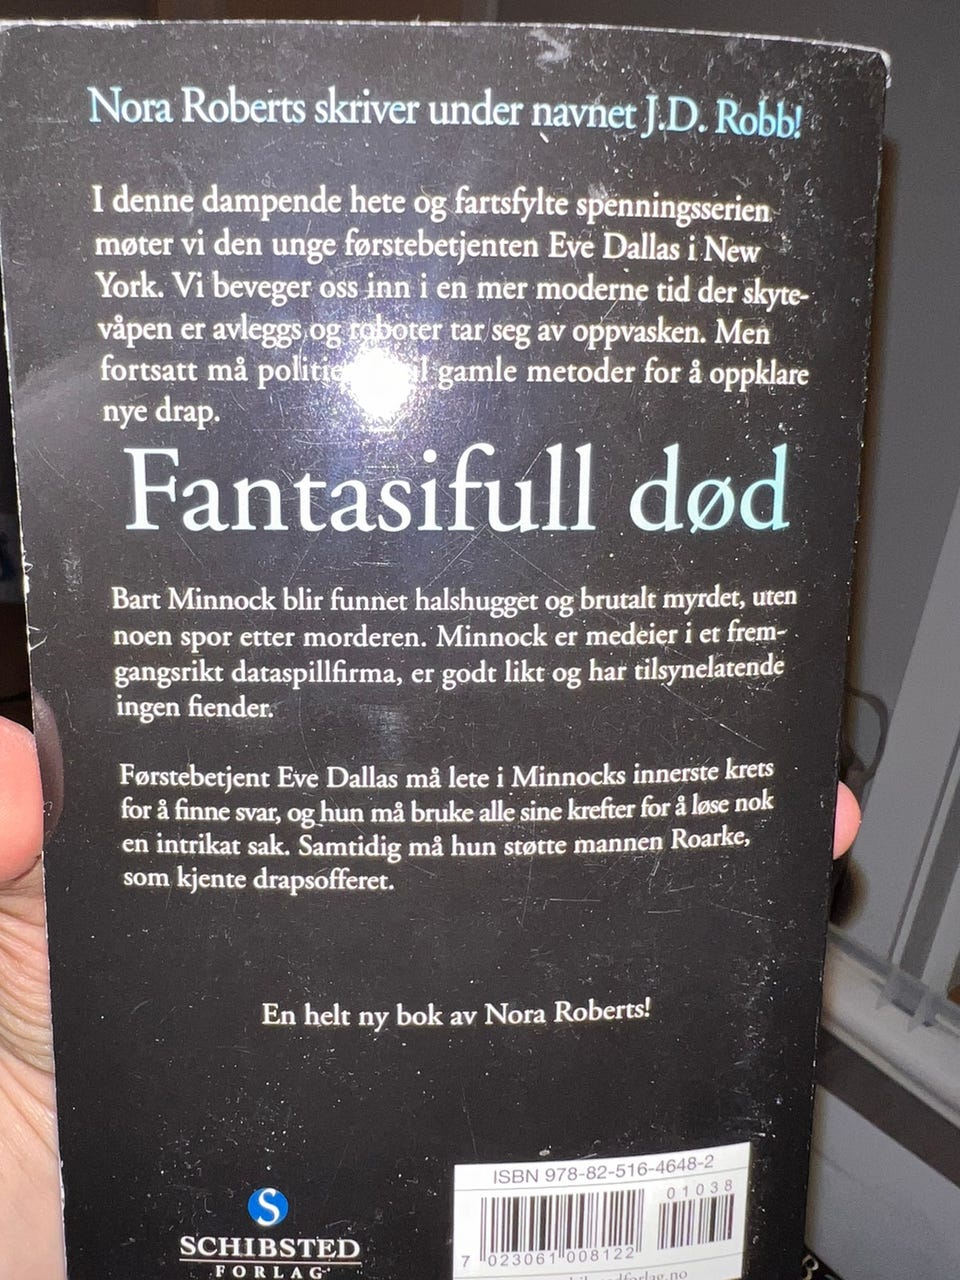 Nora Roberts skriver under navnet J.D. Robb!
I denne dampende hete og fartsfylte spenningsserien
møter vi den unge førstebetjenten Eve Dallas i New
York. Vi beveger oss inn i en mer moderne tid der skyte-
våpen er avleggs og roboter tar seg av oppvasken. Men
fortsatt må gamle metoder for å oppklare
nye drap.
Fantasifull død
Bart Minnock blir funnet halshugget og brutalt myrdet, uten
noen spor etter morderen. Minnock er medeier i et frem-
gangsrikt dataspillfirma, er godt likt og har tilsynelatende
ingen fiender.
Førstebetjent Eve Dallas må lete i Minnocks innerste krets
for å finne svar, og hun må bruke alle sine krefter for å løse nok
en intrikat sak. Samtidig må hun støtte mannen Roarke,
som kjente drapsofferet.
En helt ny bok av Nora Roberts!
ISBN 978-82-516-4648-2
01038
7 023061 008122
S
SCHIBSTED
FORLAG